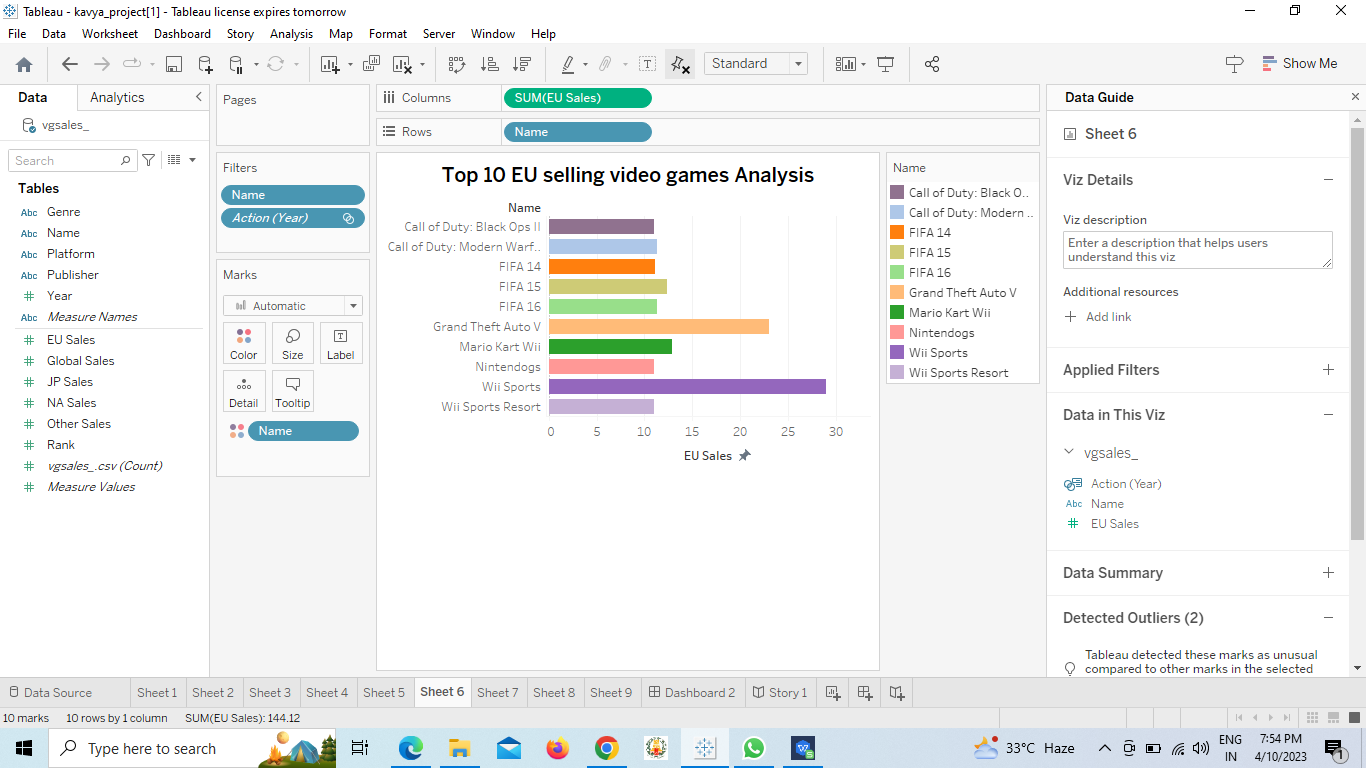 Tableau - kavya_project[1] - Tableau license expires tomorrow
File Data Worksheet Dashboard Story Analysis Map Format Server Window Help
Standard
Show Me
Data Analytics
vgsales_
Search
Tables
Abc Genre
Abc Name
Abc Platform
Abc Publisher
# Year
Abc Measure Names
# EU Sales
# Global Sales
# JP Sales
# NA Sales
# Other Sales
# Rank
# vgsales_.csv (Count)
# Measure Values
Pages
Filters
Name
Action (Year)
Marks
Automatic
Color Size Label
Detail Tooltip
Name
Columns SUM(EU Sales)
Rows Name
Top 10 EU selling video games Analysis
Name
Call of Duty: Black Ops II
Call of Duty: Modern Warf..
FIFA 14
FIFA 15
FIFA 16
Grand Theft Auto V
Mario Kart Wii
Nintendogs
Wii Sports
Wii Sports Resort
0 5 10 15 20 25 30
EU Sales
Name
Call of Duty: Black O..
Call of Duty: Modern ..
FIFA 14
FIFA 15
FIFA 16
Grand Theft Auto V
Mario Kart Wii
Nintendogs
Wii Sports
Wii Sports Resort
Data Guide
Sheet 6
Viz Details
Viz description
Enter a description that helps users
understand this viz
Additional resources
Add link
Applied Filters
Data in This Viz
vgsales_
Action (Year)
Abc Name
# EU Sales
Data Summary
Detected Outliers (2)
Tableau detected these marks as unusual
compared to other marks in the selected
Data Source Sheet 1 Sheet 2 Sheet 3 Sheet 4 Sheet 5 Sheet 6 Sheet 7 Sheet 8 Sheet 9 Dashboard 2 Story 1
10 marks 10 rows by 1 column SUM(EU Sales): 144.12
Type here to search
33°C Haze
ENG
IN
7:54 PM
4/10/2023
1